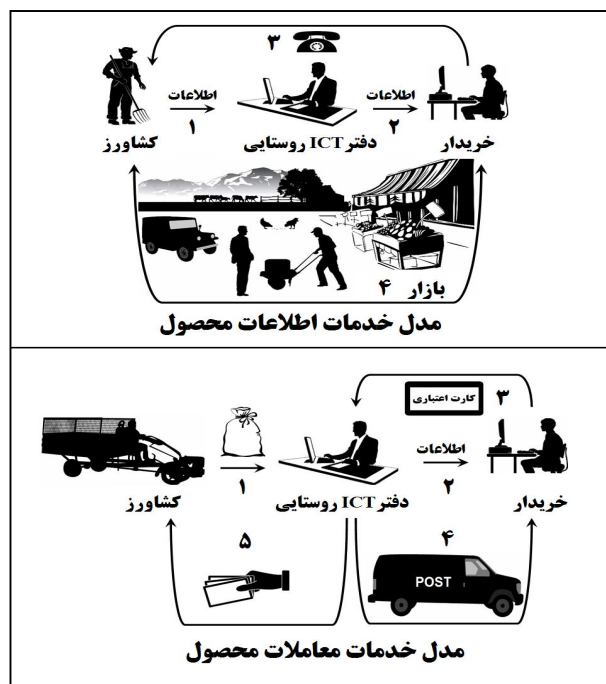 ۳
اطلاعات
۱
اطلاعات
۲
کشاورز
دفتر ICT روستایی
خریدار
بازار ۴
مدل خدمات اطلاعات محصول
کارت اعتباری
۳
اطلاعات
۱
۲
کشاورز
دفتر ICT روستایی
خریدار
۵
۴
POST
مدل خدمات معاملات محصول